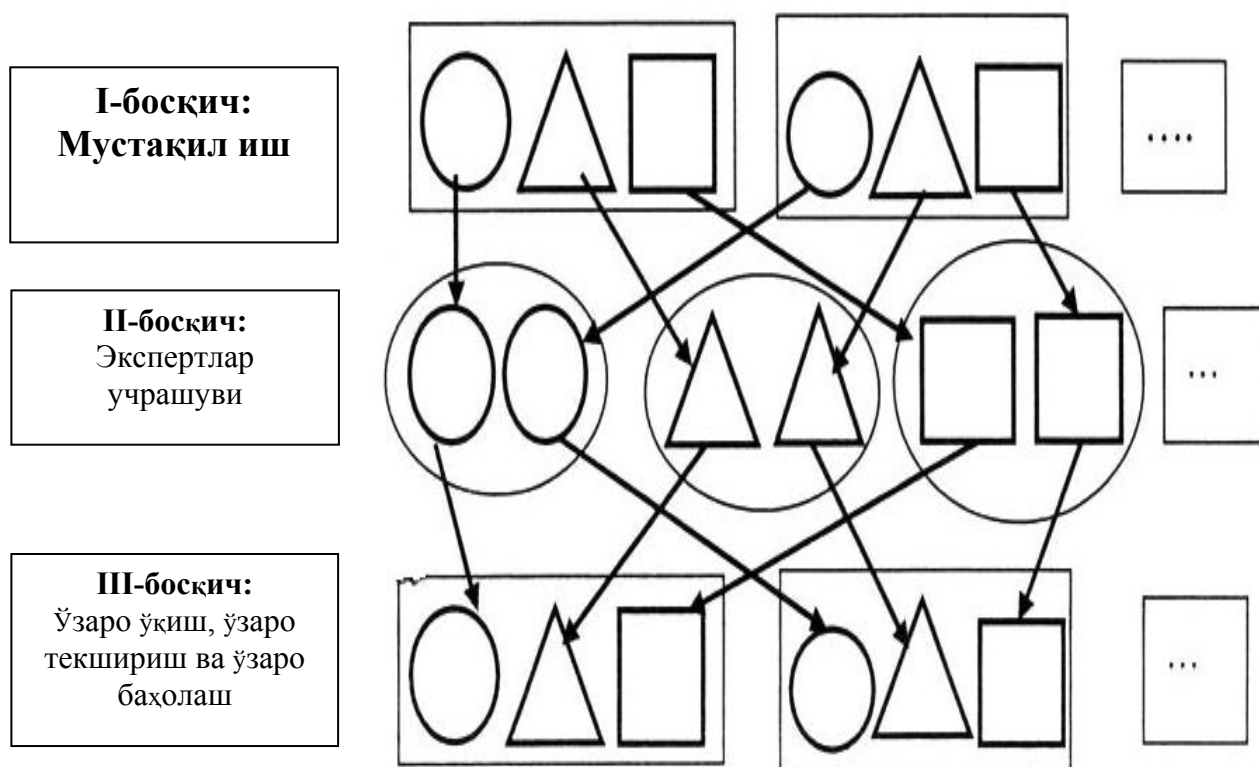 I-босқич:
Мустақил иш
....
II-босқич:
Экспертлар
учрашуви
...
III-босқич:
Ўзаро ўқиш, ўзаро
текшириш ва ўзаро
баҳолаш
...